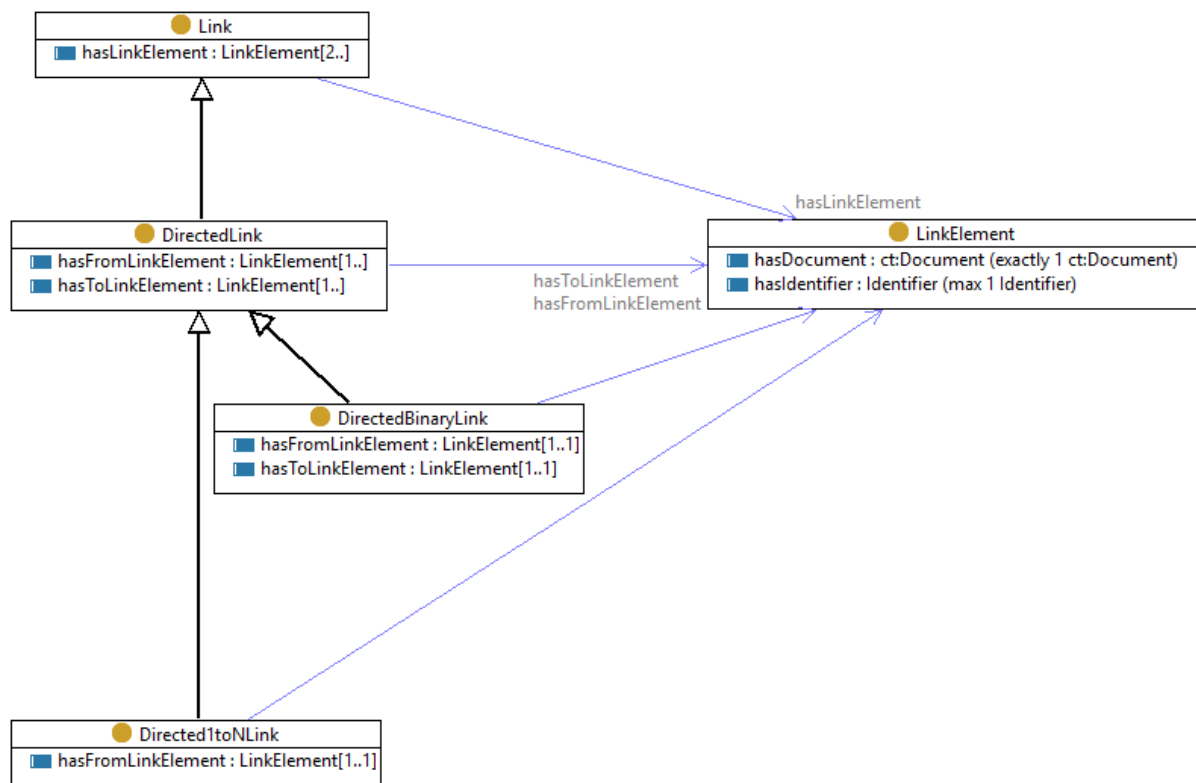 Link
hasLinkElement : LinkElement[2..]
hasLinkElement
DirectedLink
hasFromLinkElement : LinkElement[1..]
hasToLinkElement : LinkElement[1..]
LinkElement
hasDocument : ct:Document (exactly 1 ct:Document)
hasIdentifier : Identifier (max 1 Identifier)
hasToLinkElement
hasFromLinkElement
DirectedBinaryLink
hasFromLinkElement : LinkElement[1..1]
hasToLinkElement : LinkElement[1..1]
Directed1toNLink
hasFromLinkElement : LinkElement[1..1]